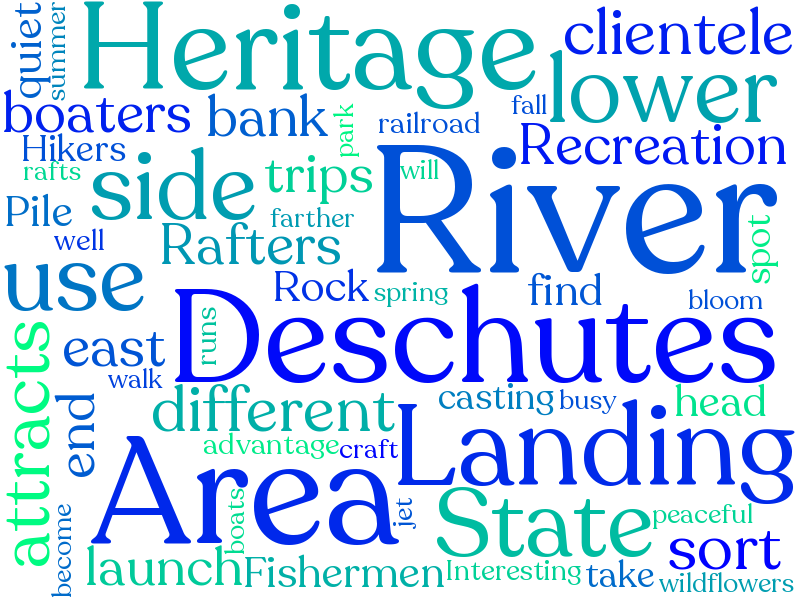 quiet
summer
Heritage
clientele
lower
boaters
bank
park
railroad
fall
Recreation
Hikers
rafts
side
trips
will
River
Pile
well
Rafters
farther
spot
use
Rock
spring
find
bloom
attracts
runs
Deschutes
east
walk
end
different
casting
busy
head
advantage
craft
Landing
Area
boats
jet
State
peaceful
become
launch
Fishermen
Interesting
take
sort
wildflowers